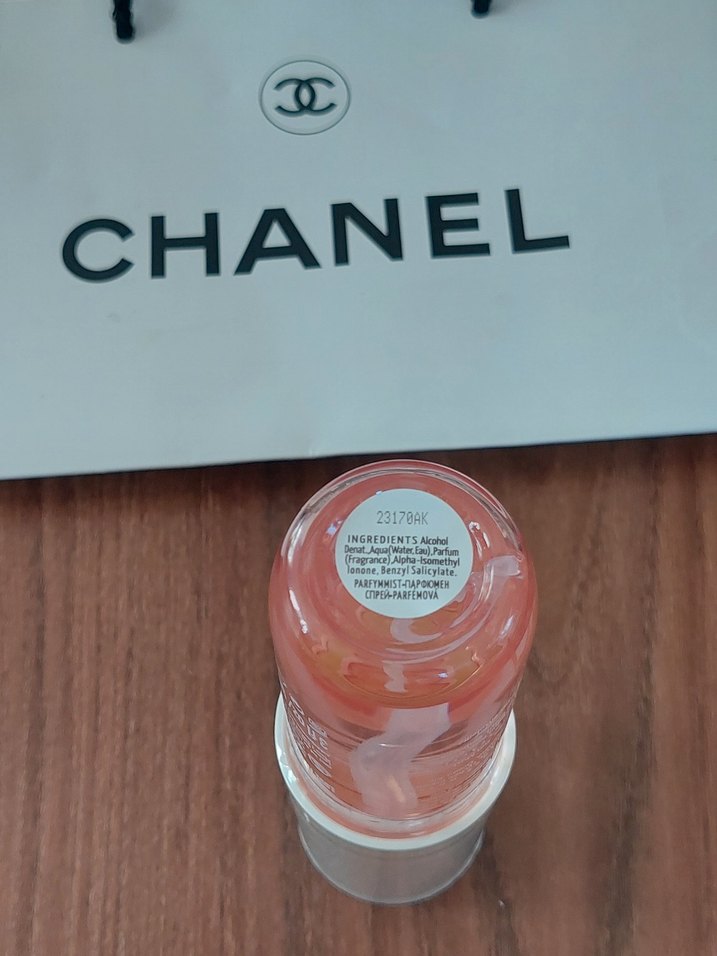 CHANEL
23170AK
INGREDIENTS Alcohol
Denat.,Aqua(Water,Eau),Parfum
(Fragrance),Alpha-isomethyl
Ionone, Benzyl Salicylate.
PARFYMMIST-ПАРФЮМЕН
СПРЕЙ-PARFÉMOVÁ